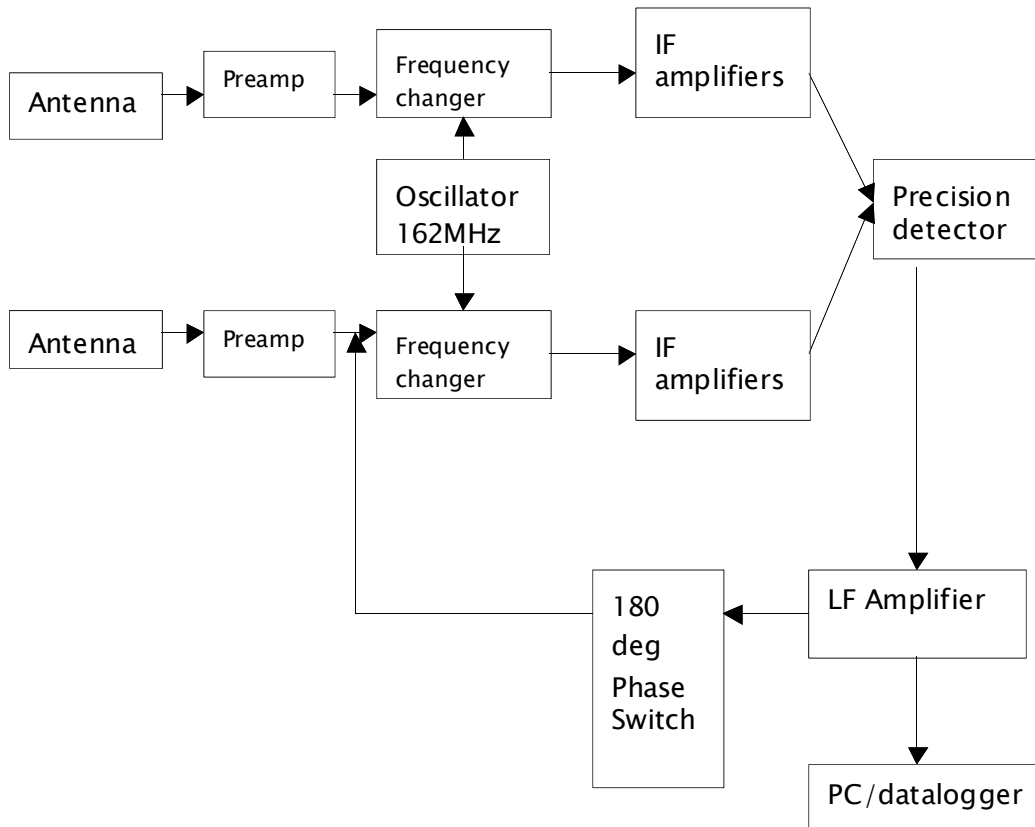 Antenna
Preamp
Frequency
changer
IF
amplifiers
Oscillator
162MHz
Precision
detector
Antenna
Preamp
Frequency
changer
IF
amplifiers
180
deg
Phase
Switch
LF Amplifier
PC/datalogger